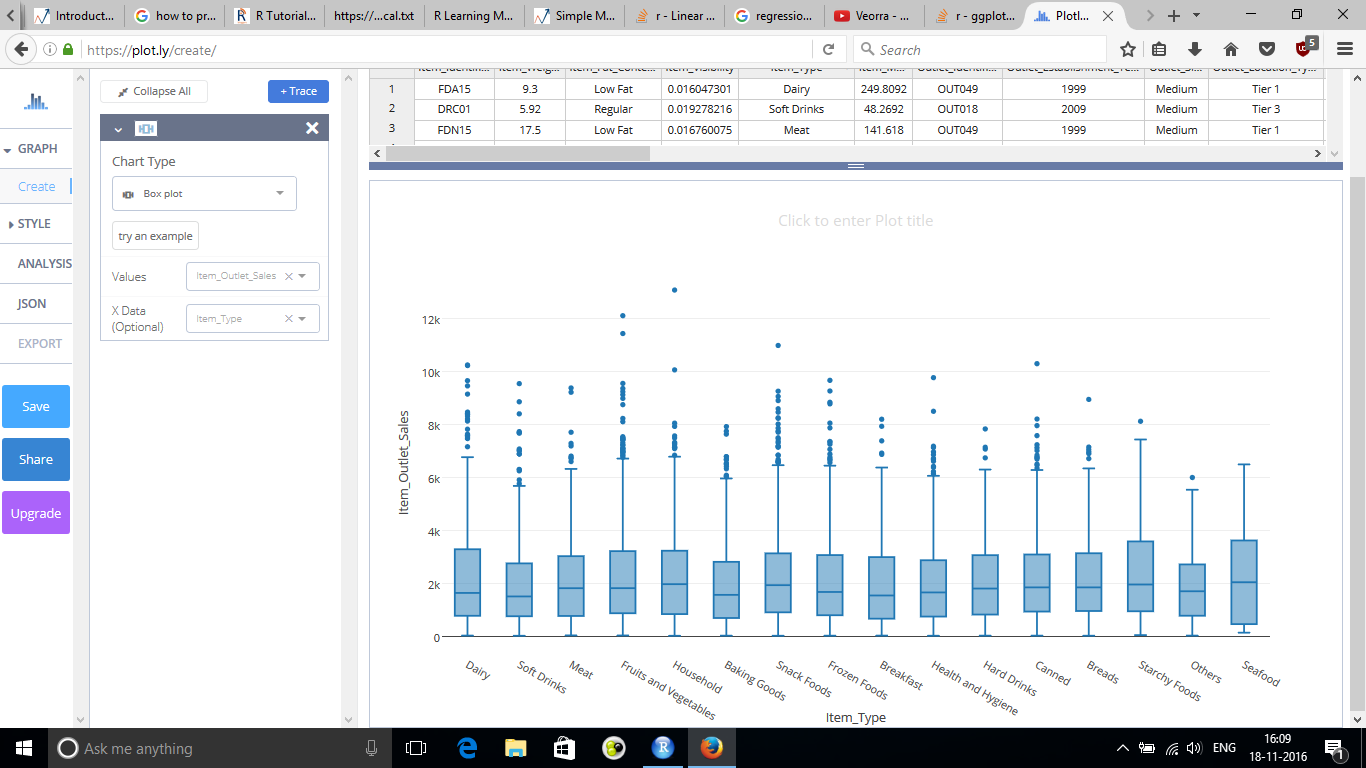 Introduct... how to pr... R Tutorial... https://...cal.txt R Learning M... Simple M... r - Linear ... regressio... Veorra - ... r - ggplot... Plotl...
https://plot.ly/create/ Search 5
Collapse All + Trace
GRAPH
Create
STYLE
ANALYSIS
JSON
EXPORT
Save
Share
Upgrade
Chart Type
Box plot
try an example
Values Item_Outlet_Sales
X Data
(Optional) Item_Type
Item_Identifi... Item_Weig... Item_Fat_Conte... Item_Visibility Item_Type Item_M... Outlet_Identifi... Outlet_Establishment_Ye... Outlet_Si... Outlet_Location_Ty...
1 FDA15 9.3 Low Fat 0.016047301 Dairy 249.8092 OUT049 1999 Medium Tier 1
2 DRC01 5.92 Regular 0.019278216 Soft Drinks 48.2692 OUT018 2009 Medium Tier 3
3 FDN15 17.5 Low Fat 0.016760075 Meat 141.618 OUT049 1999 Medium Tier 1
Click to enter Plot title
12k
10k
8k
6k
4k
2k
0
Item_Outlet_Sales
Dairy
Soft Drinks
Meat
Fruits and Vegetables
Household
Baking Goods
Snack Foods
Frozen Foods
Breakfast
Health and Hygiene
Hard Drinks
Canned
Breads
Starchy Foods
Others
Seafood
Item_Type
Ask me anything
ENG
16:09
18-11-2016
1